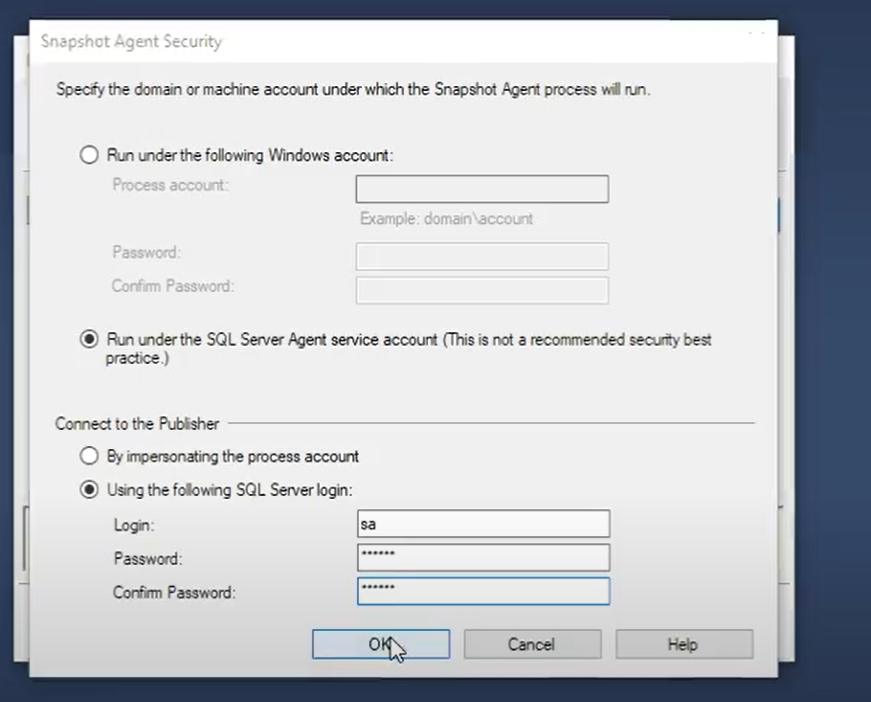 Snapshot Agent Security
Specify the domain or machine account under which the Snapshot Agent process will run.
Run under the following Windows account:
Process account:
Example: domain\account
Password:
Confirm Password:
Run under the SQL Server Agent service account (This is not a recommended security best
practice.)
Connect to the Publisher
By impersonating the process account
Using the following SQL Server login:
Login: sa
Password: ******
Confirm Password: ******
OK Cancel Help